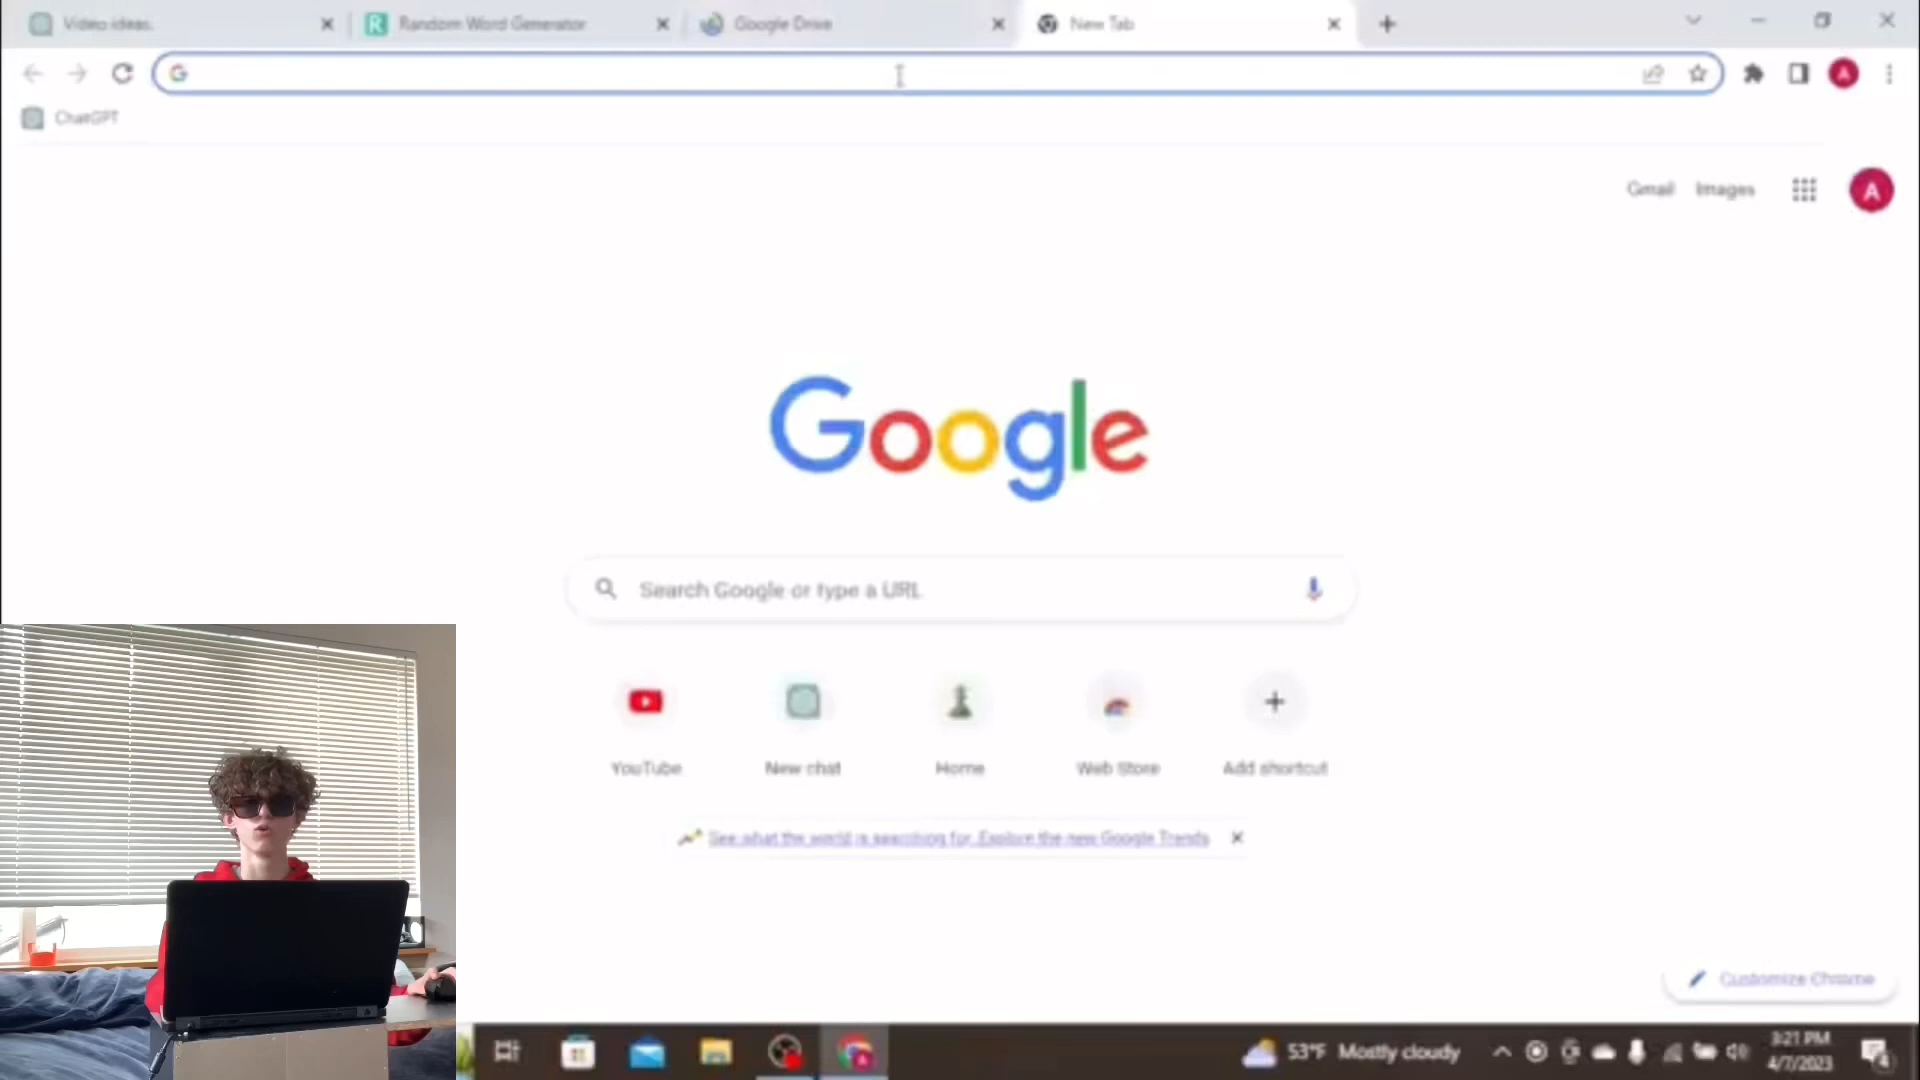 Video ideas.
Random Word Generator
Google Drive
New Tab
ChatGPT
Gmail Images
A
Google
Search Google or type a URL
YouTube
New chat
Home
Web Store
Add shortcut
See what the world is searching for. Explore the new Google Trends
Customize Chrome
53°F Mostly cloudy
3:21 PM
4/7/2023
4